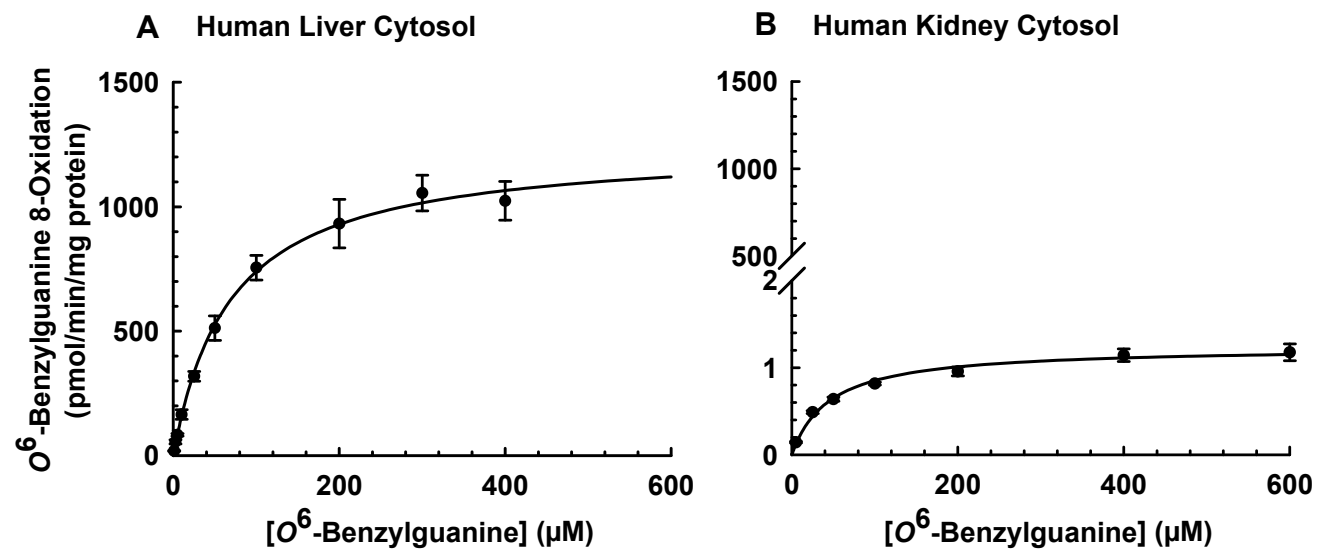 A Human Liver Cytosol
O6-Benzylguanine 8-Oxidation
(pmol/min/mg protein)
1500
1000
500
0
0 200 400 600
[O6-Benzylguanine] (µM)
B Human Kidney Cytosol
1500
1000
500
2
1
0
0 200 400 600
[O6-Benzylguanine] (µM)